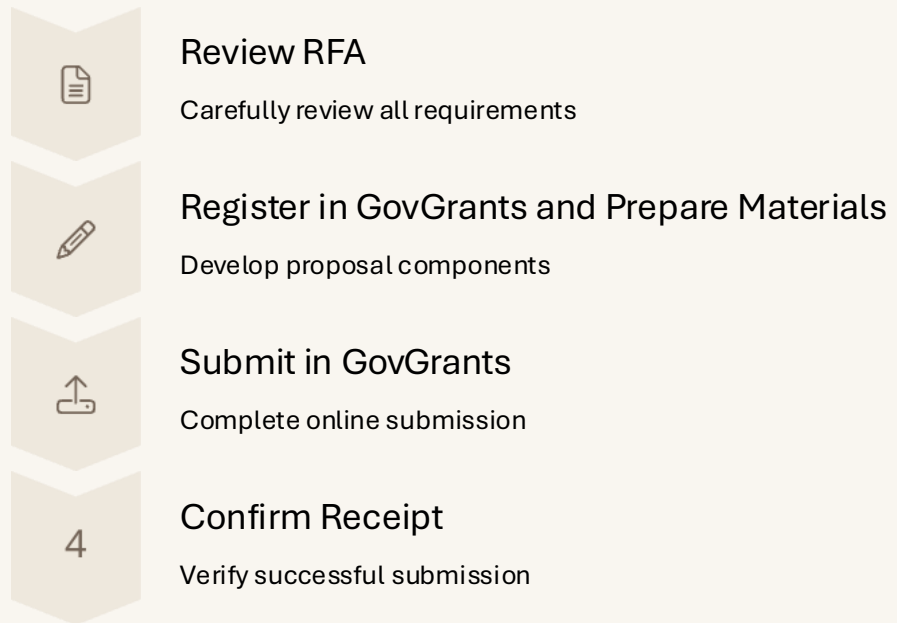 Review RFA
Carefully review all requirements
Register in GovGrants and Prepare Materials
Develop proposal components
Submit in GovGrants
Complete online submission
4
Confirm Receipt
Verify successful submission